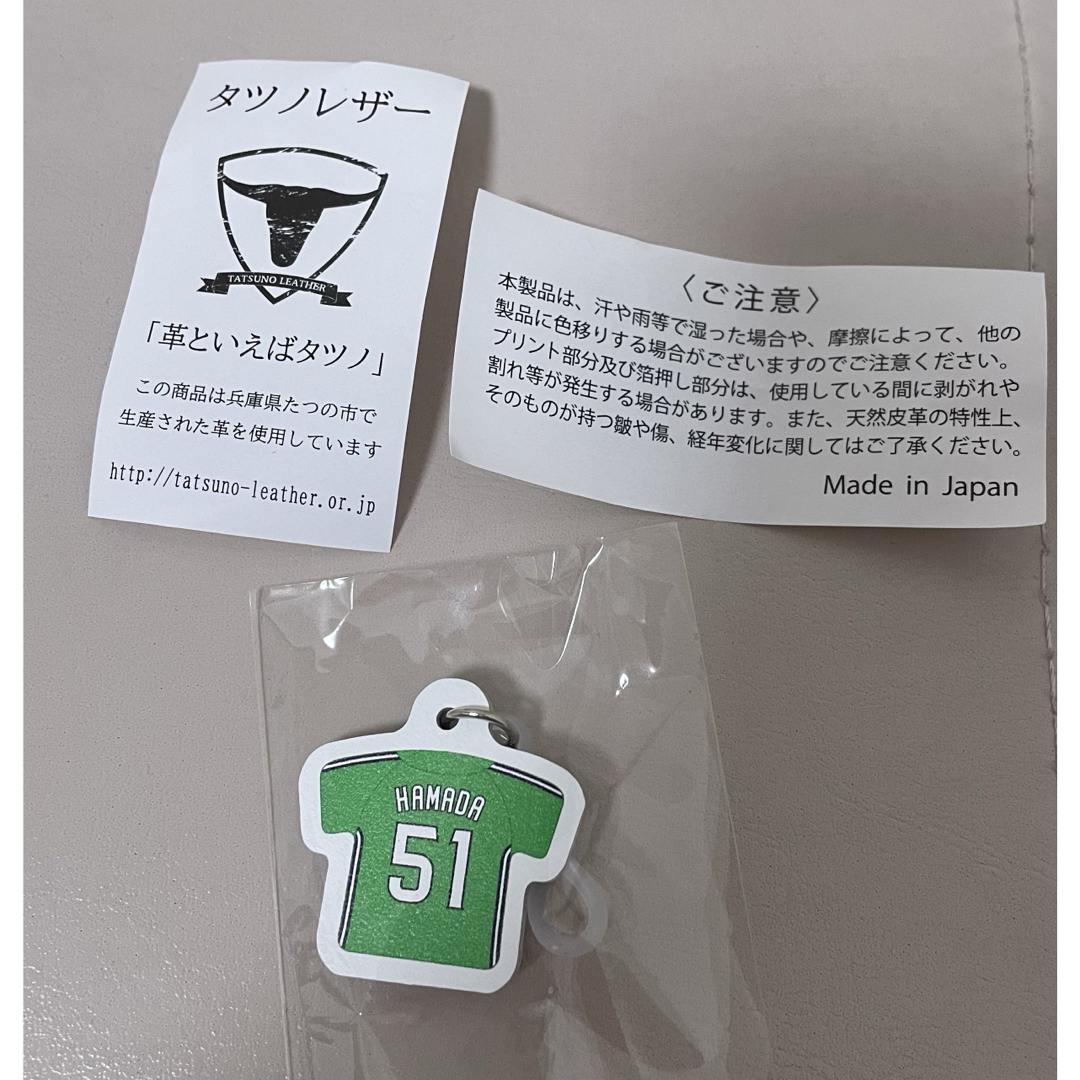 タツノレザー
TATSUNO LEATHER
「革といえばタツノ」
この商品は兵庫県たつの市で
生産された革を使用しています
http://tatsuno-leather.or.jp
〈ご注意〉
本製品は、汗や雨等で湿った場合や、摩擦によって、他の
製品に色移りする場合がございますのでご注意ください。
プリント部分及び箔押し部分は、使用している間に剥がれや
割れ等が発生する場合があります。また、天然皮革の特性上、
そのものが持つ皺や傷、経年変化に関してはご了承ください。
Made in Japan
HAMADA
51